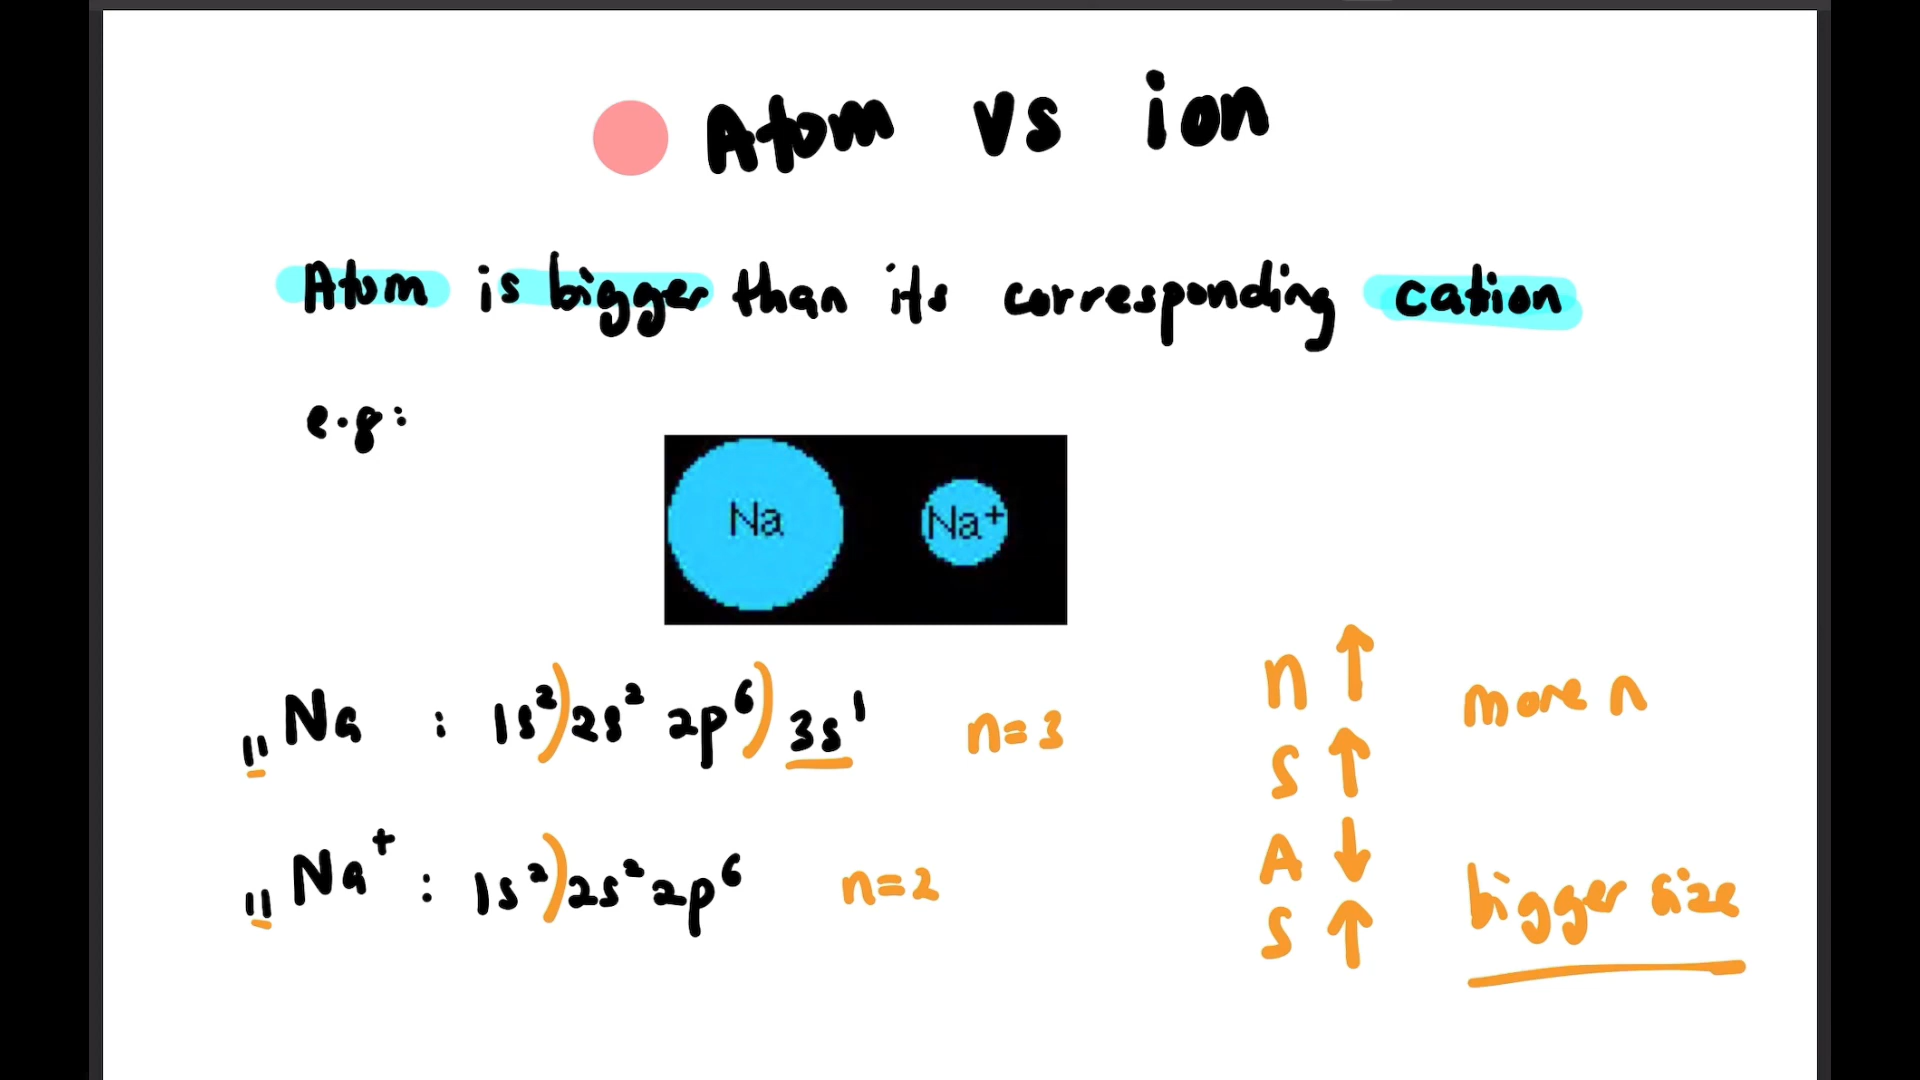 Atom vs ion
Atom is bigger than its corresponding cation
e.g:
Na Na⁺
₁₁Na : 1s²)2s² 2p⁶)3s¹ n=3
₁₁Na⁺ : 1s²)2s² 2p⁶ n=2
n ↑ more n
S ↑
A ↓
S ↑ bigger size